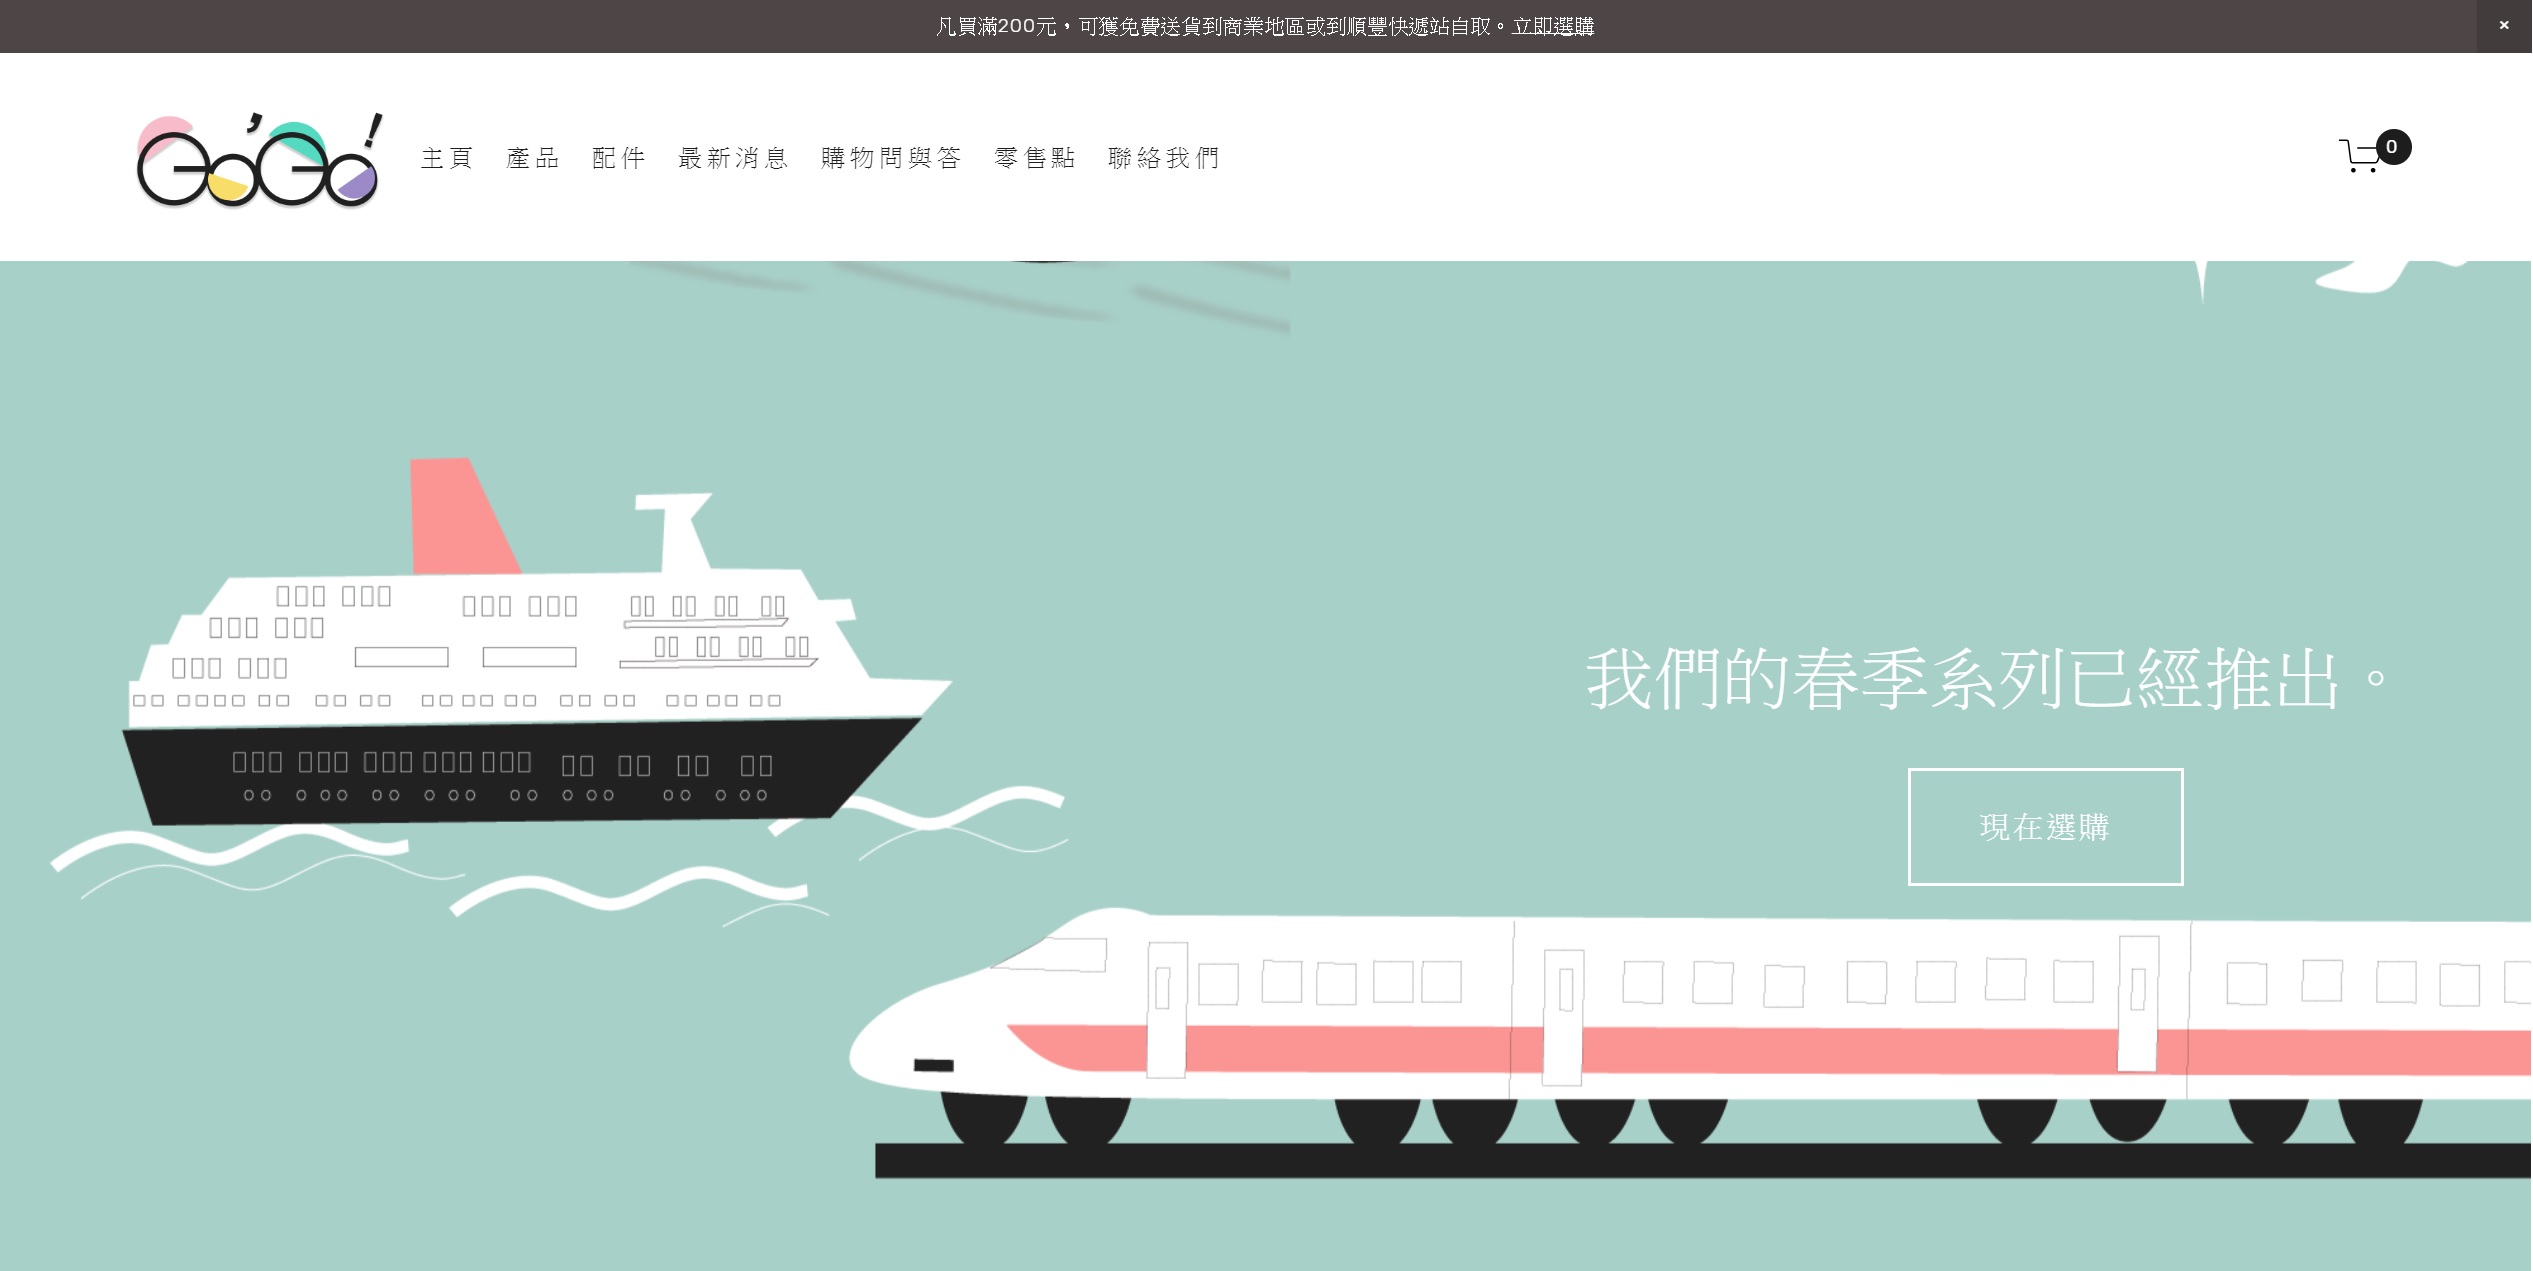 凡買滿200元，可獲免費送貨到商業地區或到順豐快遞站自取。立即選購
×
Go'Go!
主頁 產品 配件 最新消息 購物問與答 零售點 聯絡我們
0
我們的春季系列已經推出。
現在選購